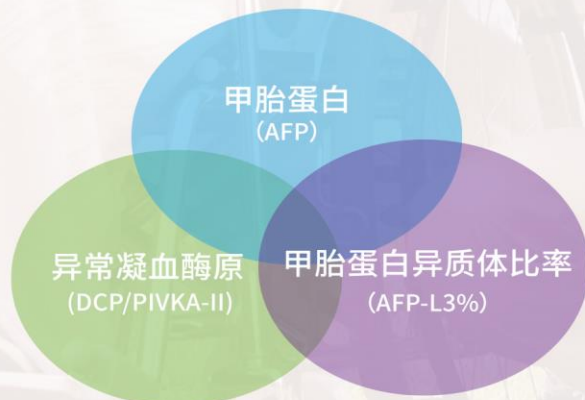 甲胎蛋白
（AFP）
异常凝血酶原
(DCP/PIVKA-II)
甲胎蛋白异质体比率
（AFP-L3%）